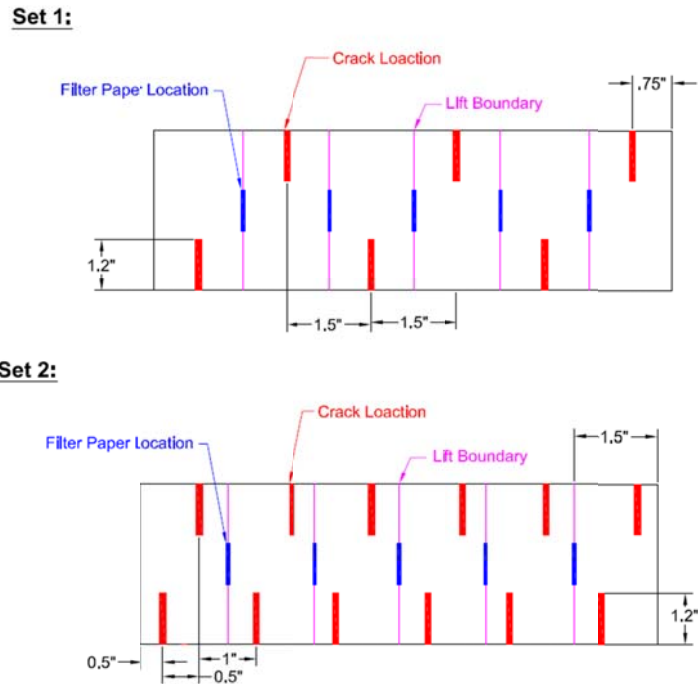 Set 1:
Crack Loaction
.75"
Filter Paper Location
Lift Boundary
1.2"
1.5"
1.5"
Set 2:
Crack Loaction
1.5"
Filter Paper Location
Lift Boundary
1.2"
0.5"
1"
0.5"